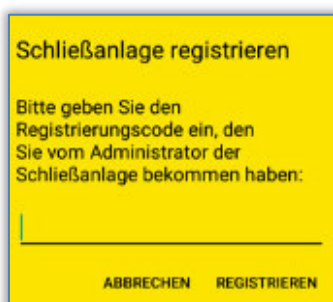 Schließanlage registrieren
Bitte geben Sie den
Registrierungscode ein, den
Sie vom Administrator der
Schließanlage bekommen haben:
ABBRECHEN REGISTRIEREN